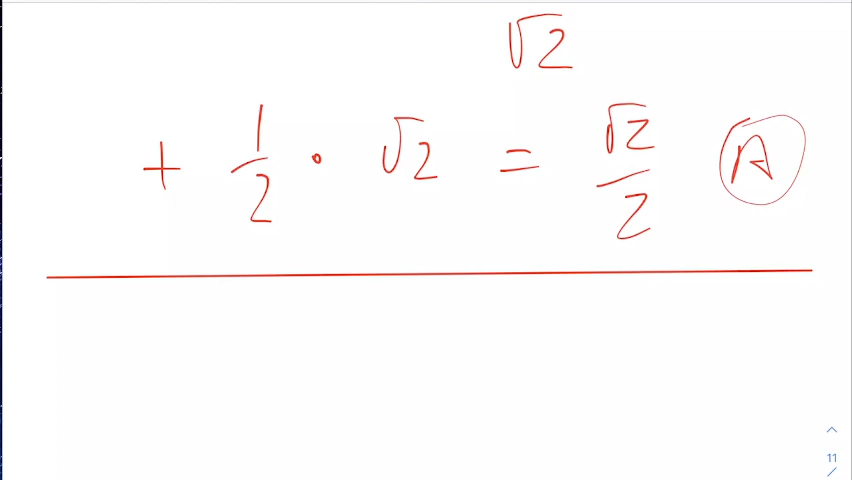 √2
+ 1/2 · √2 = √2/2 A
11